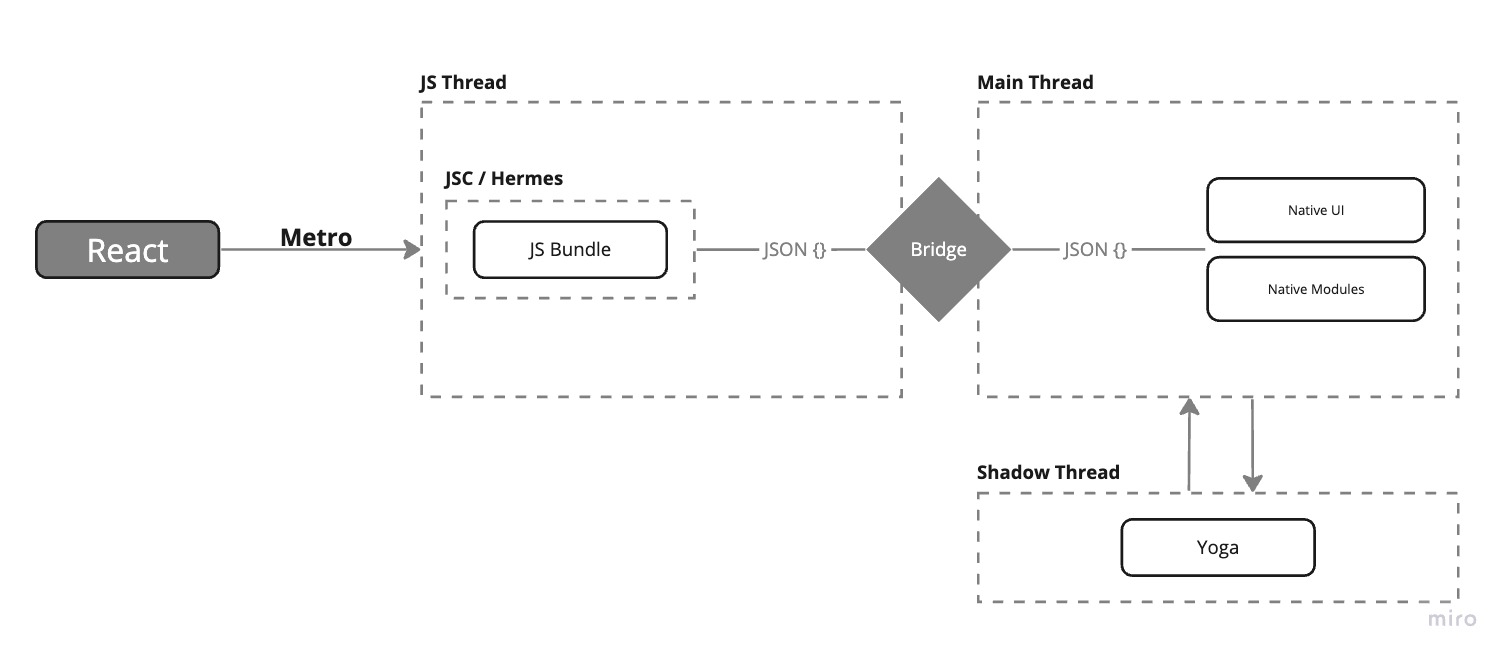 JS Thread
Main Thread
JSC / Hermes
React
Metro
JS Bundle
JSON {}
Bridge
JSON {}
Native UI
Native Modules
Shadow Thread
Yoga
miro